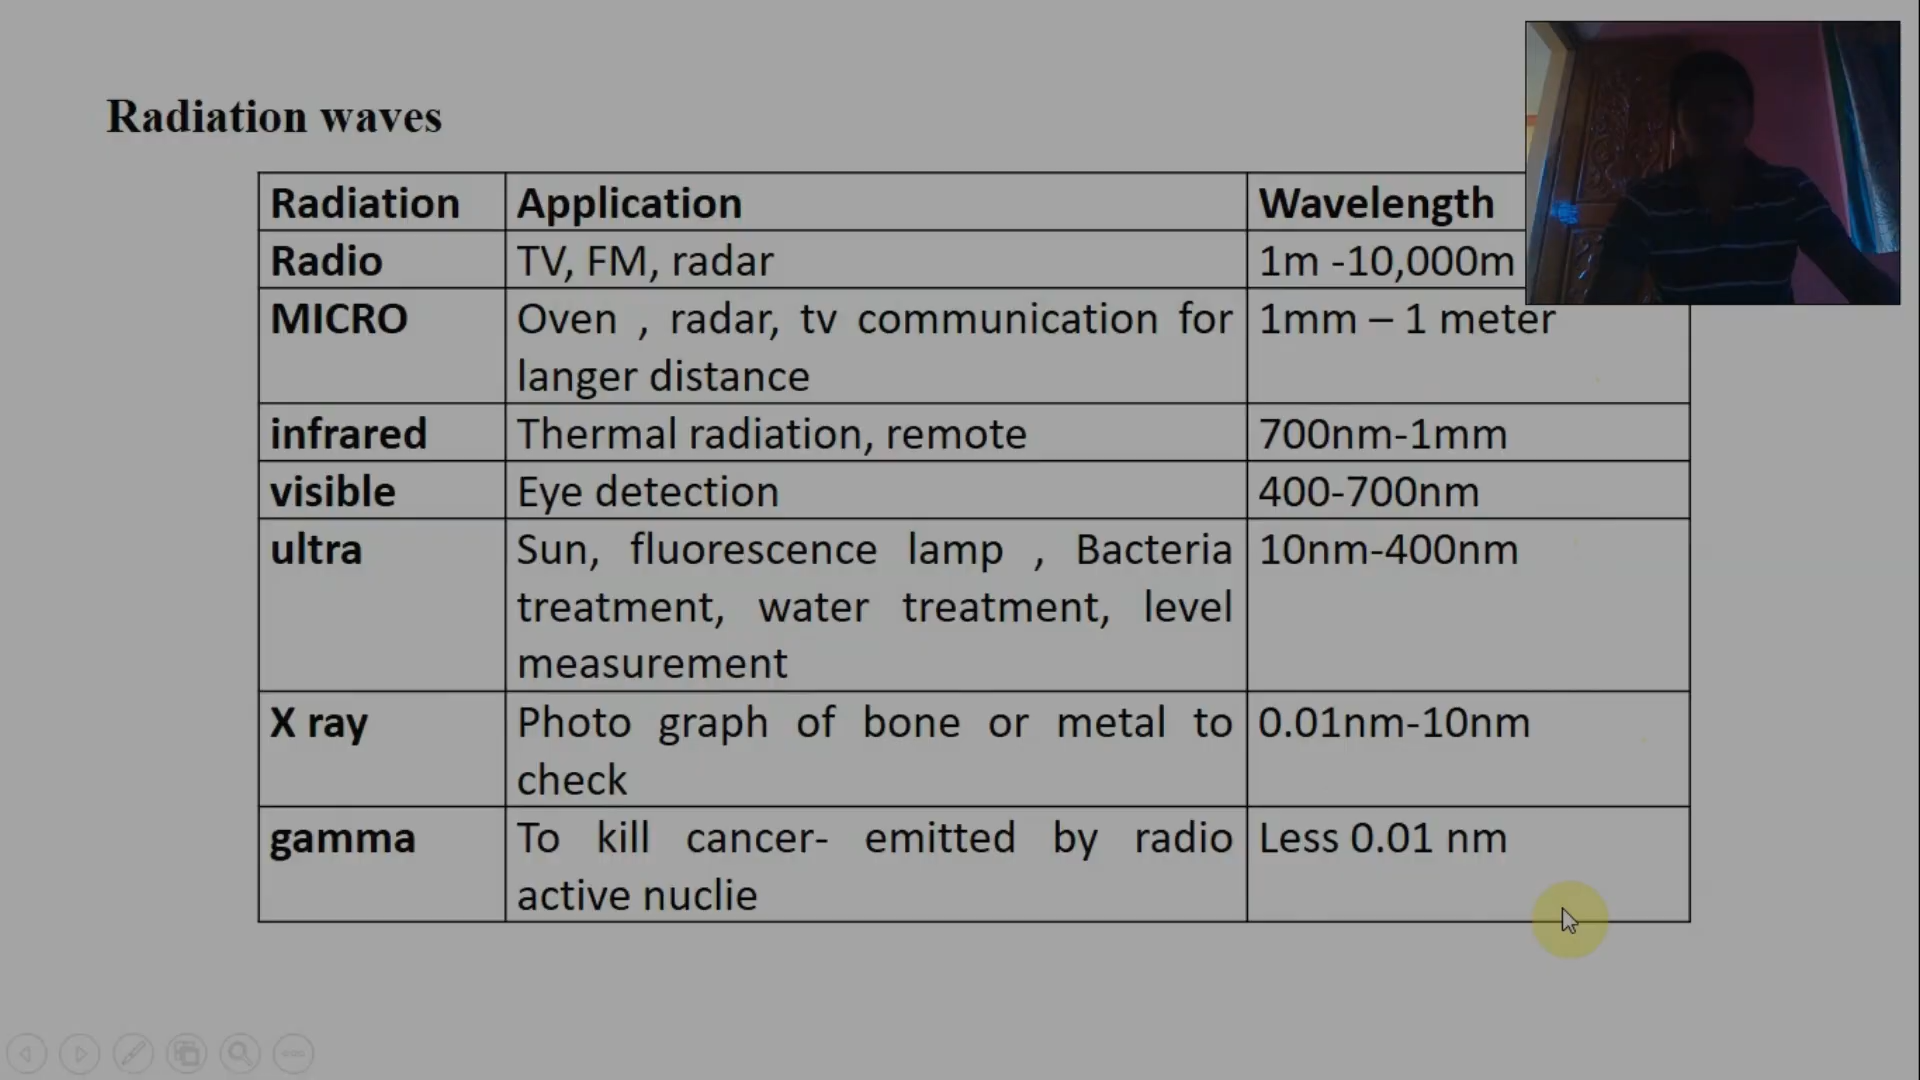 Radiation waves
Radiation Application Wavelength
Radio TV, FM, radar 1m -10,000m
MICRO Oven , radar, tv communication for 1mm – 1 meter
langer distance
infrared Thermal radiation, remote 700nm-1mm
visible Eye detection 400-700nm
ultra Sun, fluorescence lamp , Bacteria 10nm-400nm
treatment, water treatment, level
measurement
X ray Photo graph of bone or metal to 0.01nm-10nm
check
gamma To kill cancer- emitted by radio Less 0.01 nm
active nuclie